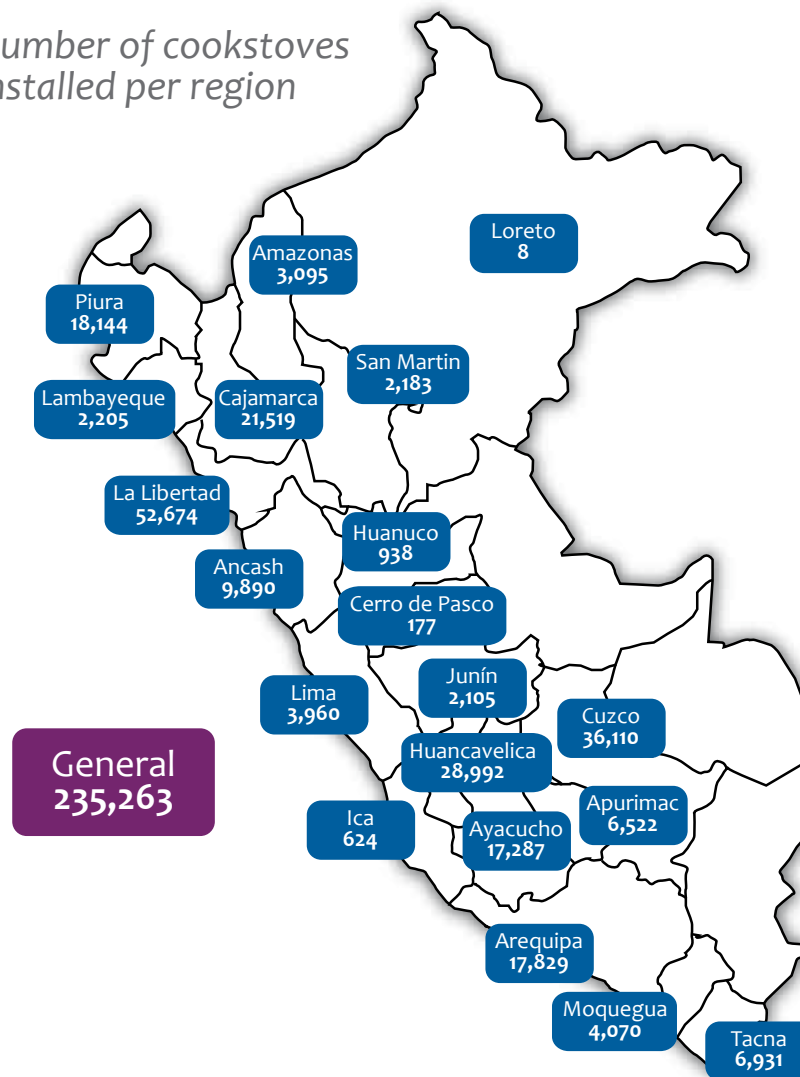 umber of cookstoves
nstalled per region
Loreto
8
Amazonas
3,095
Piura
18,144
San Martin
2,183
Lambayeque
2,205
Cajamarca
21,519
La Libertad
52,674
Huanuco
938
Ancash
9,890
Cerro de Pasco
177
Junín
2,105
Lima
3,960
Cuzco
36,110
General
235,263
Huancavelica
28,992
Apurimac
6,522
Ica
624
Ayacucho
17,287
Arequipa
17,829
Moquegua
4,070
Tacna
6,931